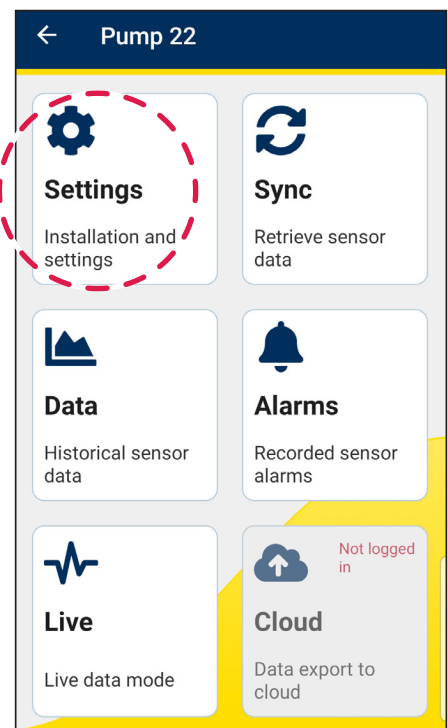 Pump 22
Settings
Installation and
settings
Sync
Retrieve sensor
data
Data
Historical sensor
data
Alarms
Recorded sensor
alarms
Live
Live data mode
Not logged
in
Cloud
Data export to
cloud